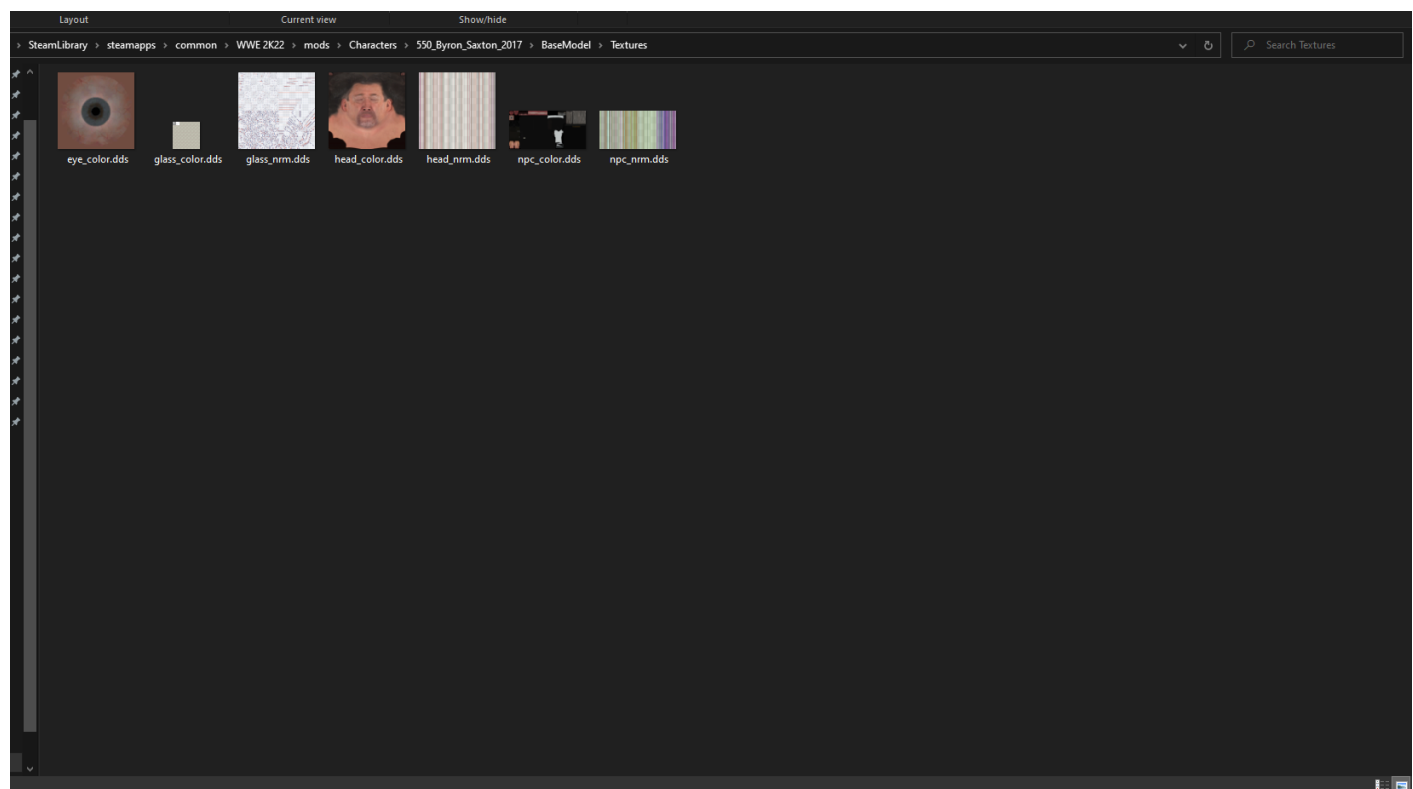 Layout Current view Show/hide
> SteamLibrary > steamapps > common > WWE 2K22 > mods > Characters > 550_Byron_Saxton_2017 > BaseModel > Textures Search Textures
eye_color.dds glass_color.dds glass_nrm.dds head_color.dds head_nrm.dds npc_color.dds npc_nrm.dds